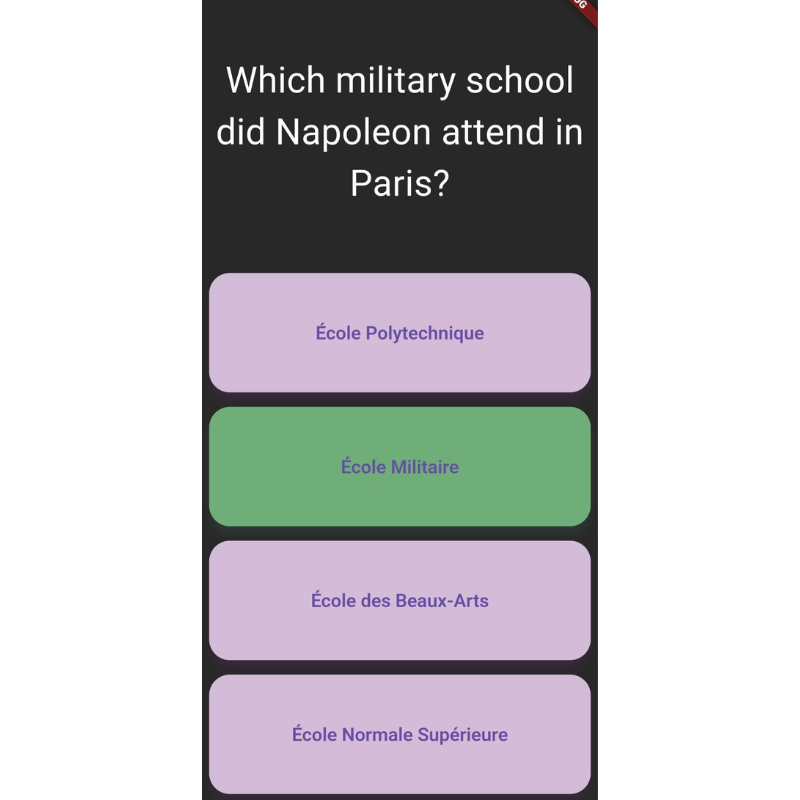 Which military school
did Napoleon attend in
Paris?
École Polytechnique
École Militaire
École des Beaux-Arts
École Normale Supérieure